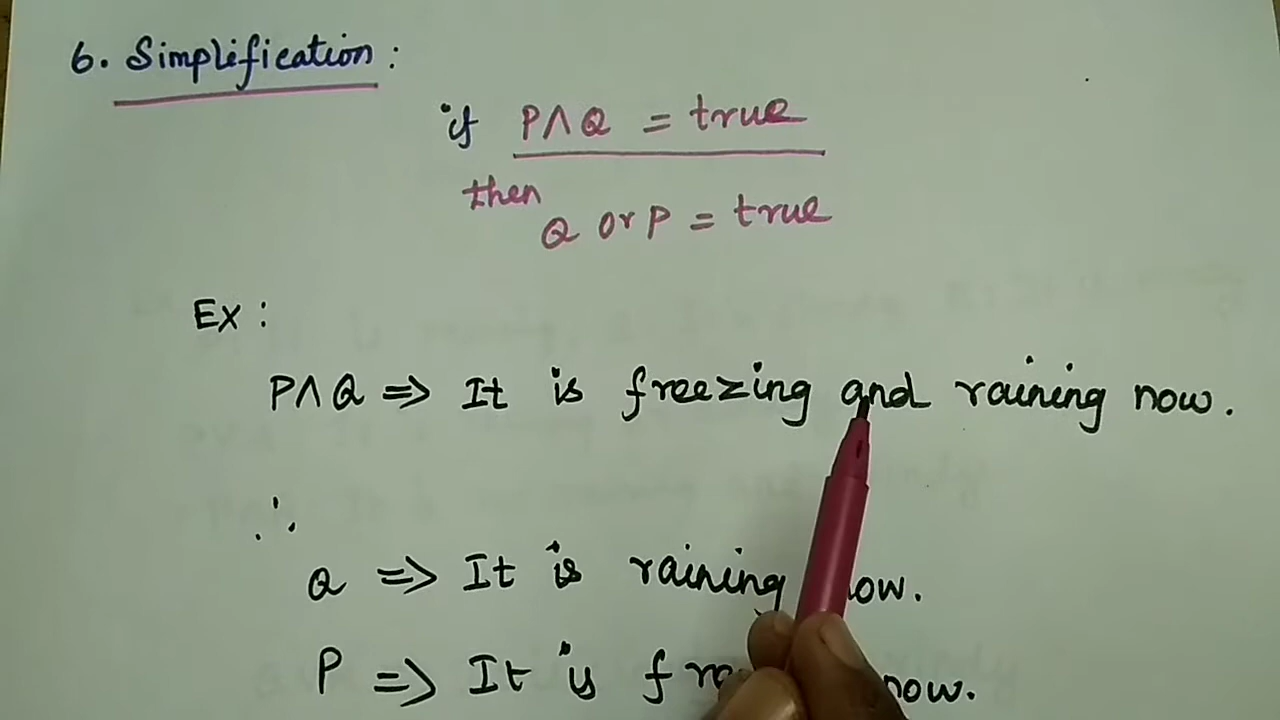 6. Simplification:
if P∧Q = true
then
Q or P = true
Ex:
P∧Q => It is freezing and raining now.
∴
Q => It is raining now.
P => It is now.